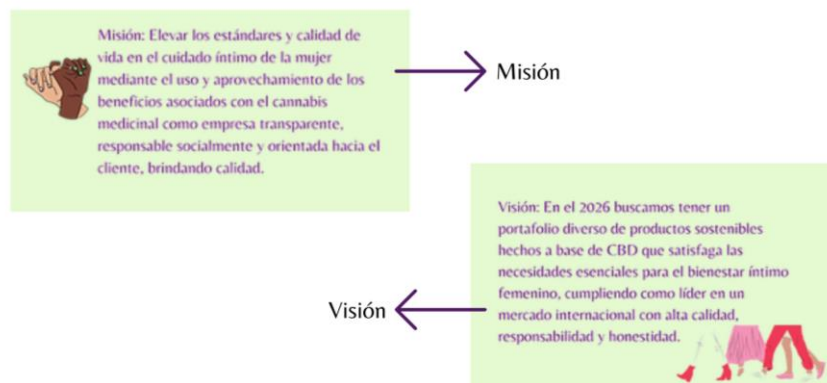 Misión: Elevar los estándares y calidad de
vida en el cuidado íntimo de la mujer
mediante el uso y aprovechamiento de los
beneficios asociados con el cannabis
medicinal como empresa transparente,
responsable socialmente y orientada hacia el
cliente, brindando calidad.
Misión
Visión: En el 2026 buscamos tener un
portafolio diverso de productos sostenibles
hechos a base de CBD que satisfaga las
necesidades esenciales para el bienestar íntimo
femenino, cumpliendo como líder en un
mercado internacional con alta calidad,
responsabilidad y honestidad.
Visión